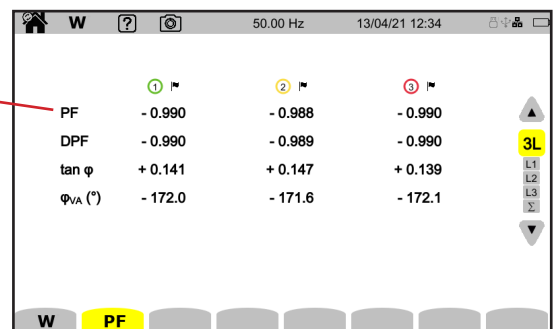 W ? 50.00 Hz 13/04/21 12:34
1 2 3
PF - 0.990 - 0.988 - 0.990
DPF - 0.990 - 0.989 - 0.990
tan φ + 0.141 + 0.147 + 0.139
φVA (°) - 172.0 - 171.6 - 172.1
3L
L1
L2
L3
Σ
W PF